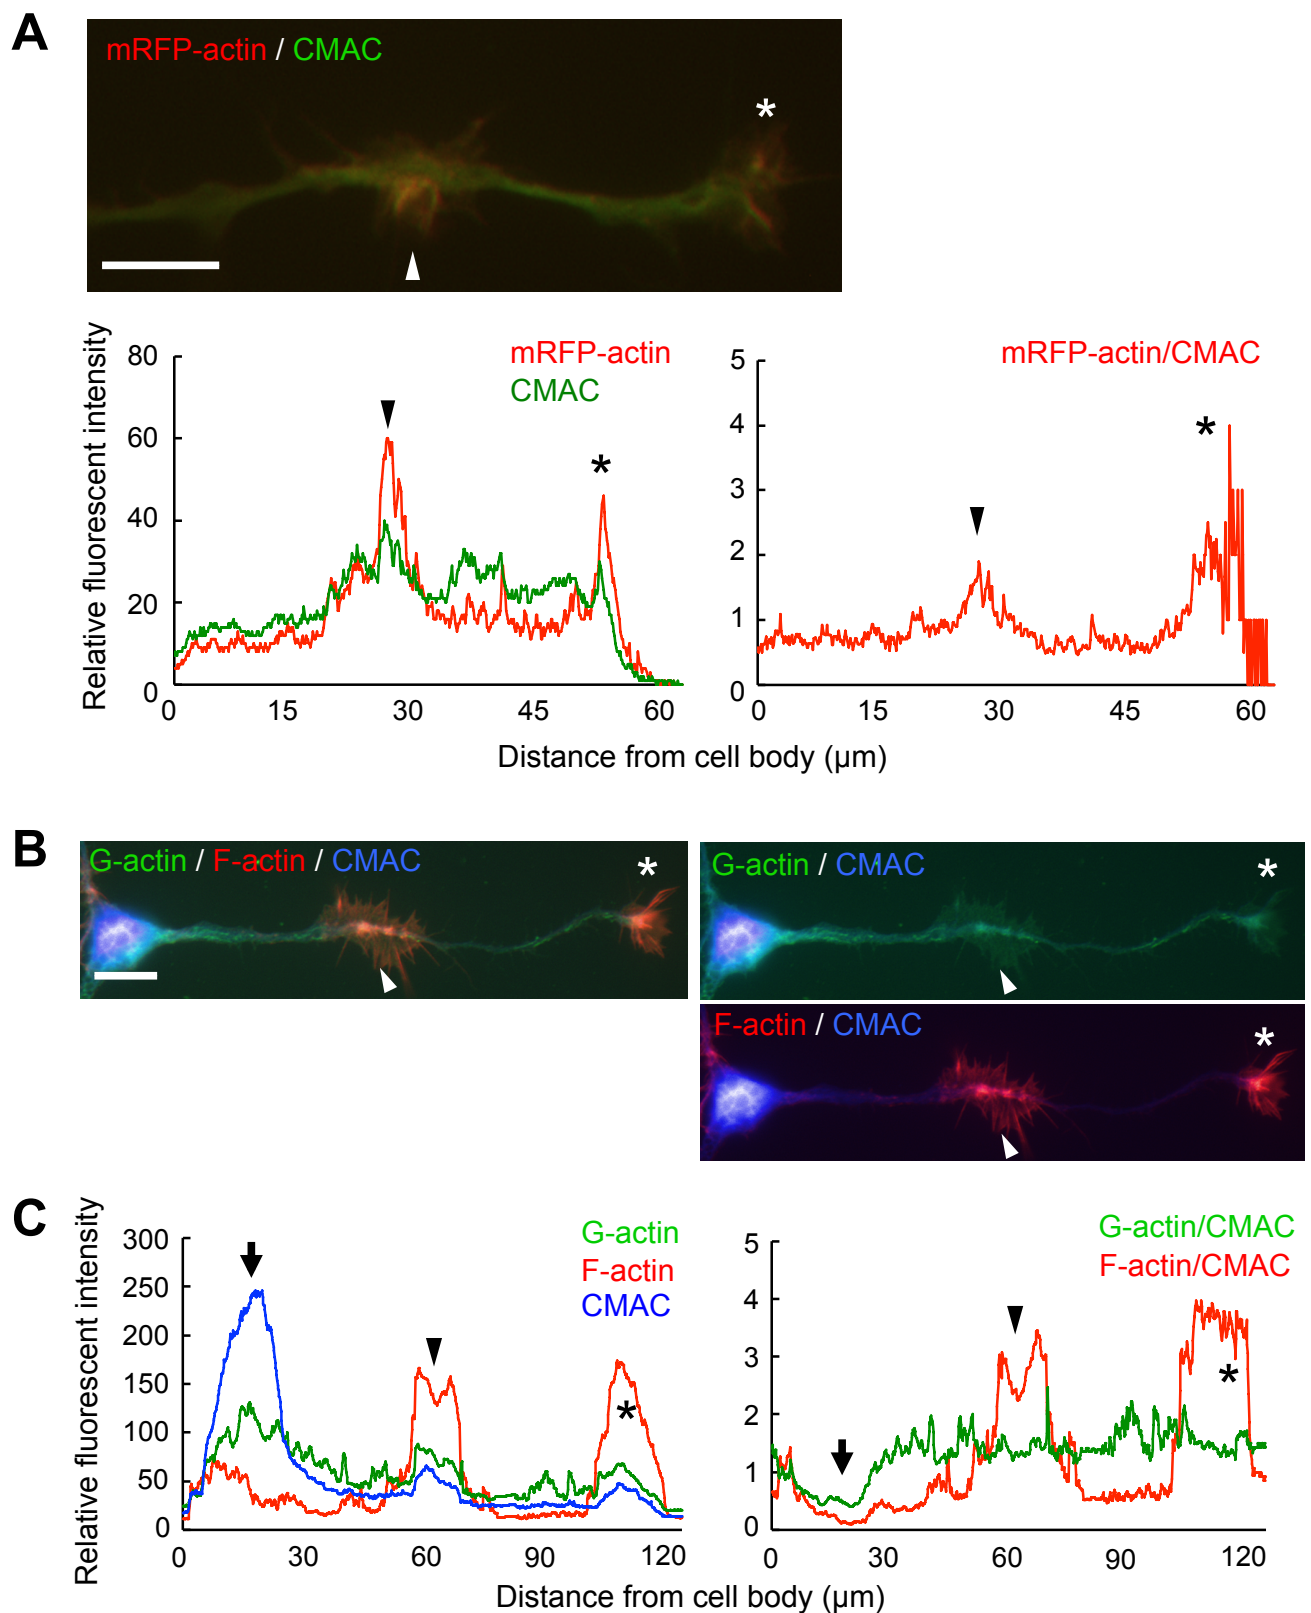 A
mRFP-actin / CMAC
*
Relative fluorescent intensity
80
60
40
20
0
0 15 30 45 60
mRFP-actin
CMAC
*
5
4
3
2
1
0
0 15 30 45 60
mRFP-actin/CMAC
*
Distance from cell body (µm)
B
G-actin / F-actin / CMAC
*
G-actin / CMAC
*
F-actin / CMAC
*
C
Relative fluorescent intensity
300
250
200
150
100
50
0
0 30 60 90 120
G-actin
F-actin
CMAC
*
5
4
3
2
1
0
0 30 60 90 120
G-actin/CMAC
F-actin/CMAC
*
Distance from cell body (µm)